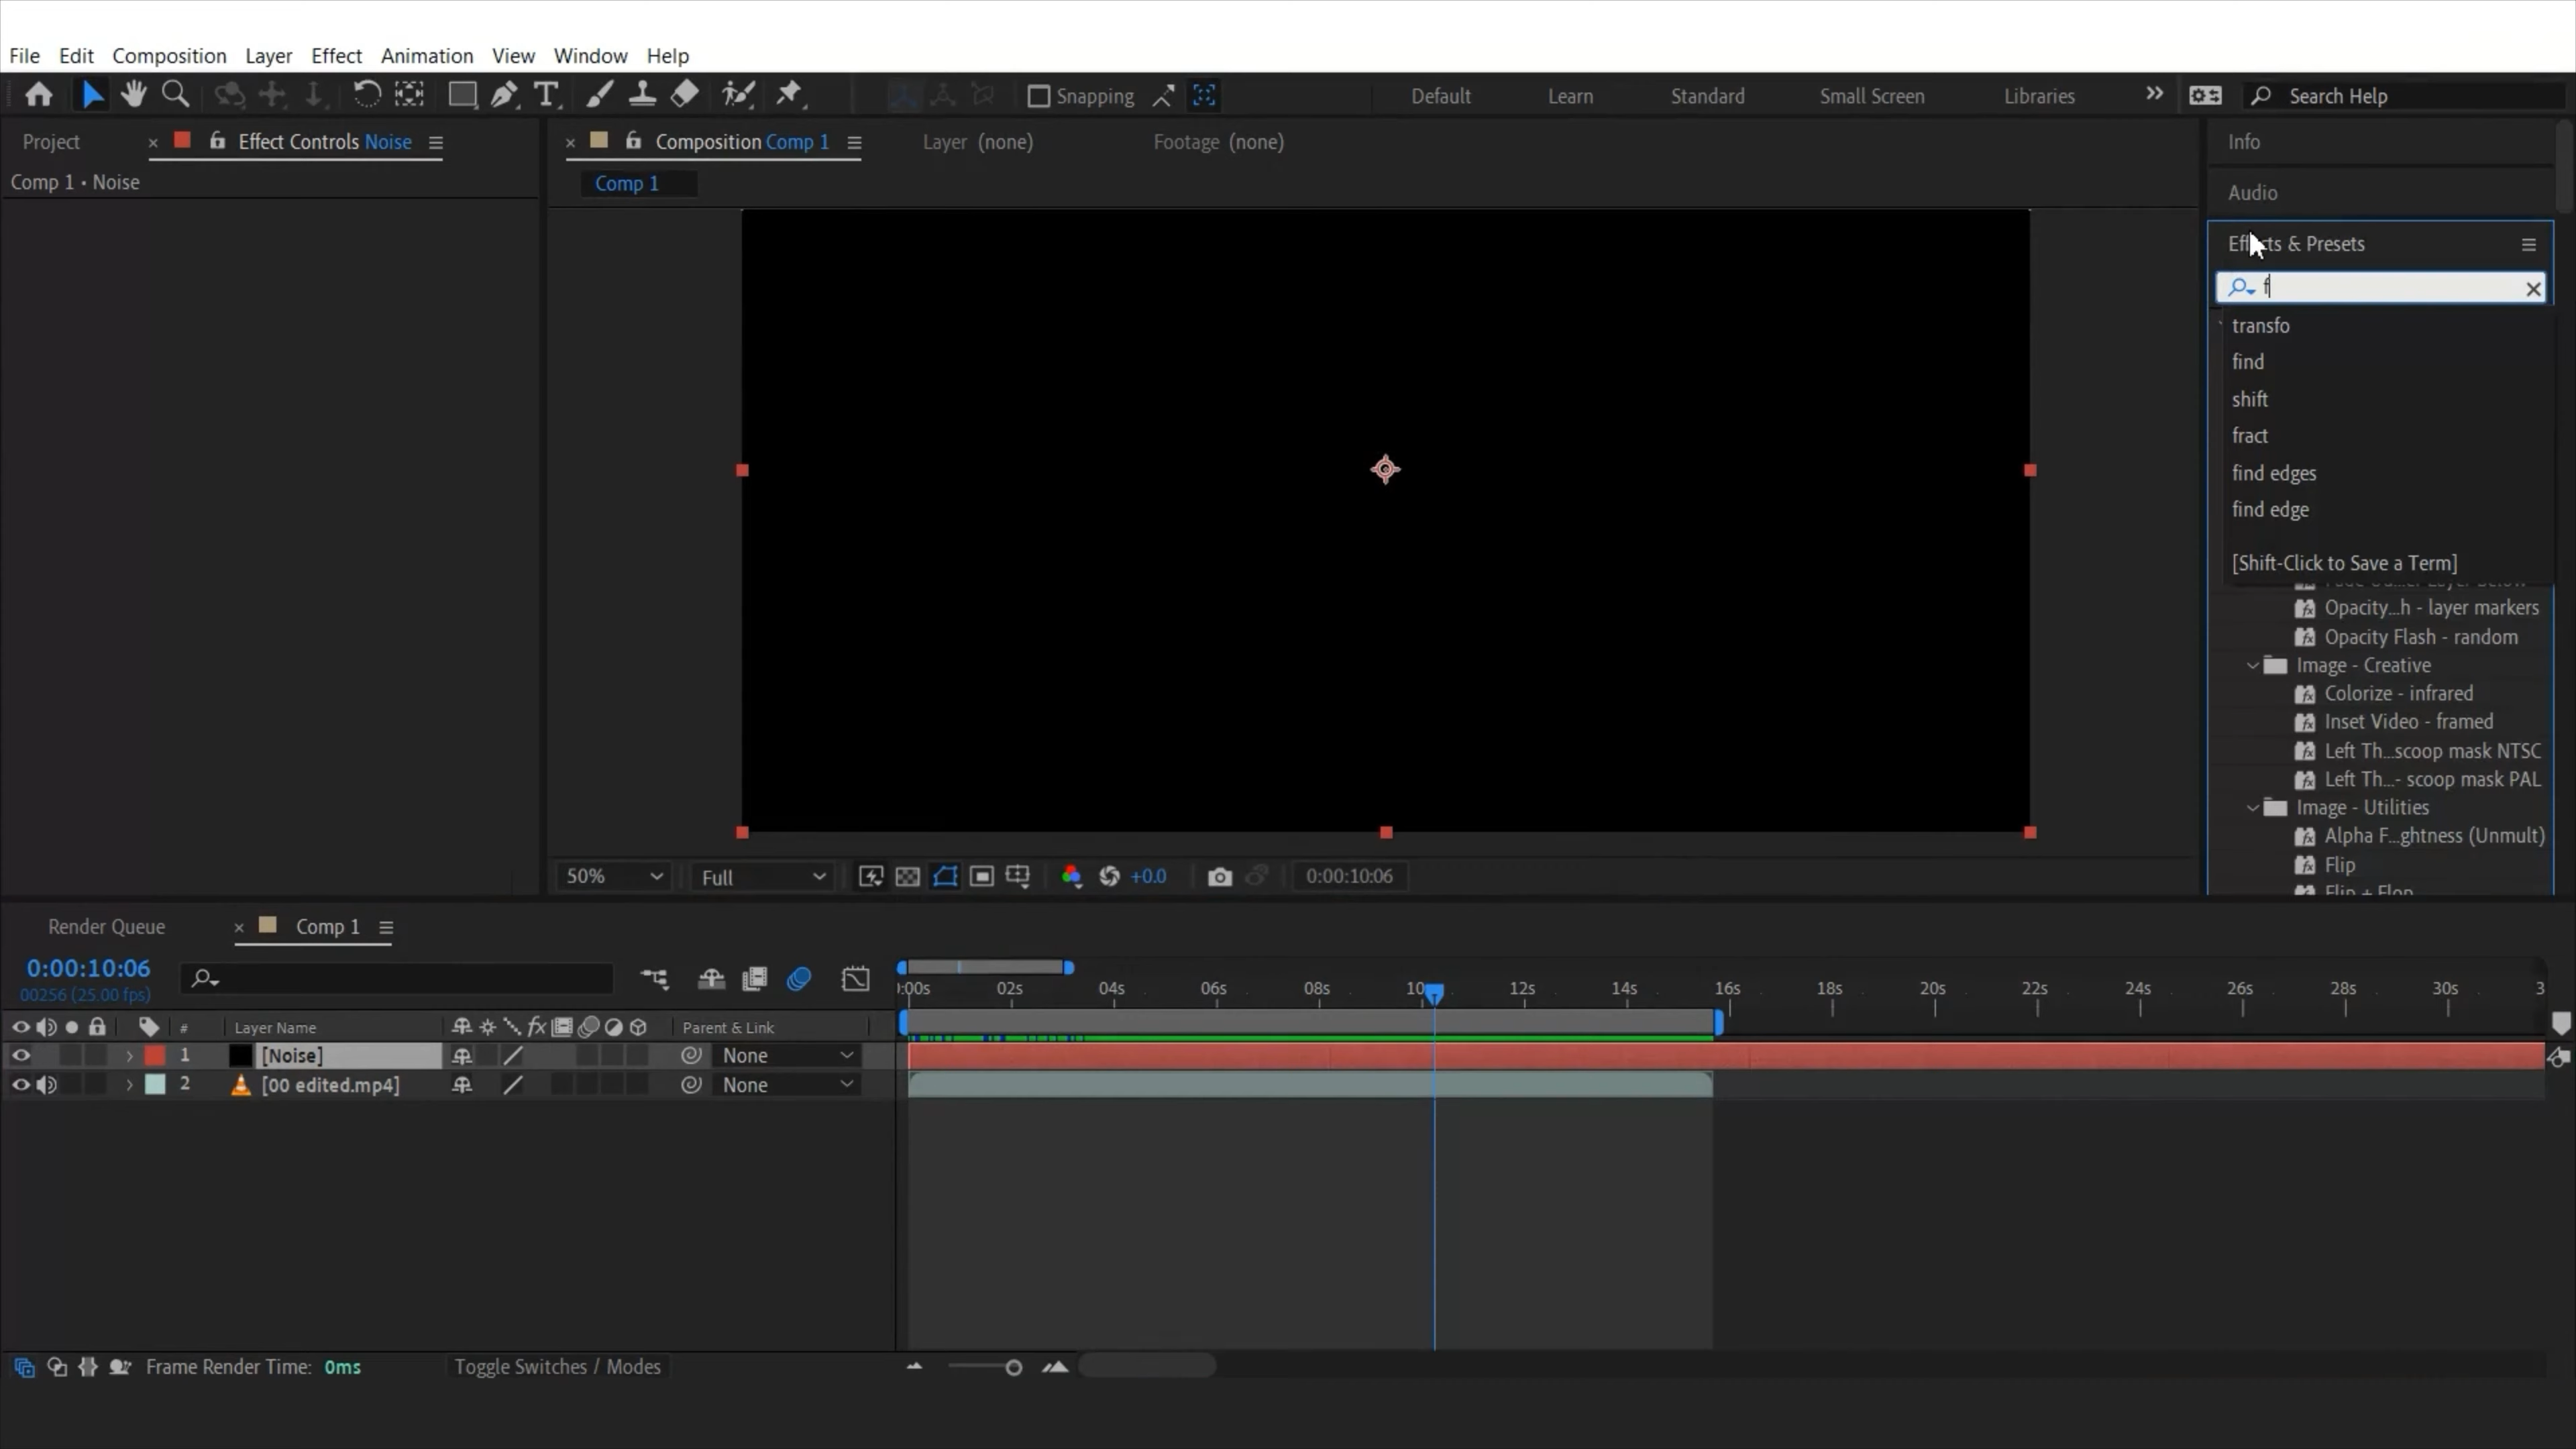 File Edit Composition Layer Effect Animation View Window Help
Snapping Default Learn Standard Small Screen Libraries Search Help
Project Effect Controls Noise Composition Comp 1 Layer (none) Footage (none) Info
Comp 1 • Noise Comp 1 Audio
Effects & Presets
f
transfo
find
shift
fract
find edges
find edge
[Shift-Click to Save a Term]
Opacity...h - layer markers
Opacity Flash - random
Image - Creative
Colorize - infrared
Inset Video - framed
Left Th...scoop mask NTSC
Left Th...- scoop mask PAL
Image - Utilities
Alpha F...ghtness (Unmult)
Flip
Flip + Flop
50% Full +0.0 0:00:10:06
Render Queue Comp 1
0:00:10:06
00256 (25.00 fps)
:00s 02s 04s 06s 08s 10 12s 14s 16s 18s 20s 22s 24s 26s 28s 30s 3
# Layer Name fx Parent & Link
1 [Noise] None
2 [00 edited.mp4] None
Frame Render Time: 0ms Toggle Switches / Modes